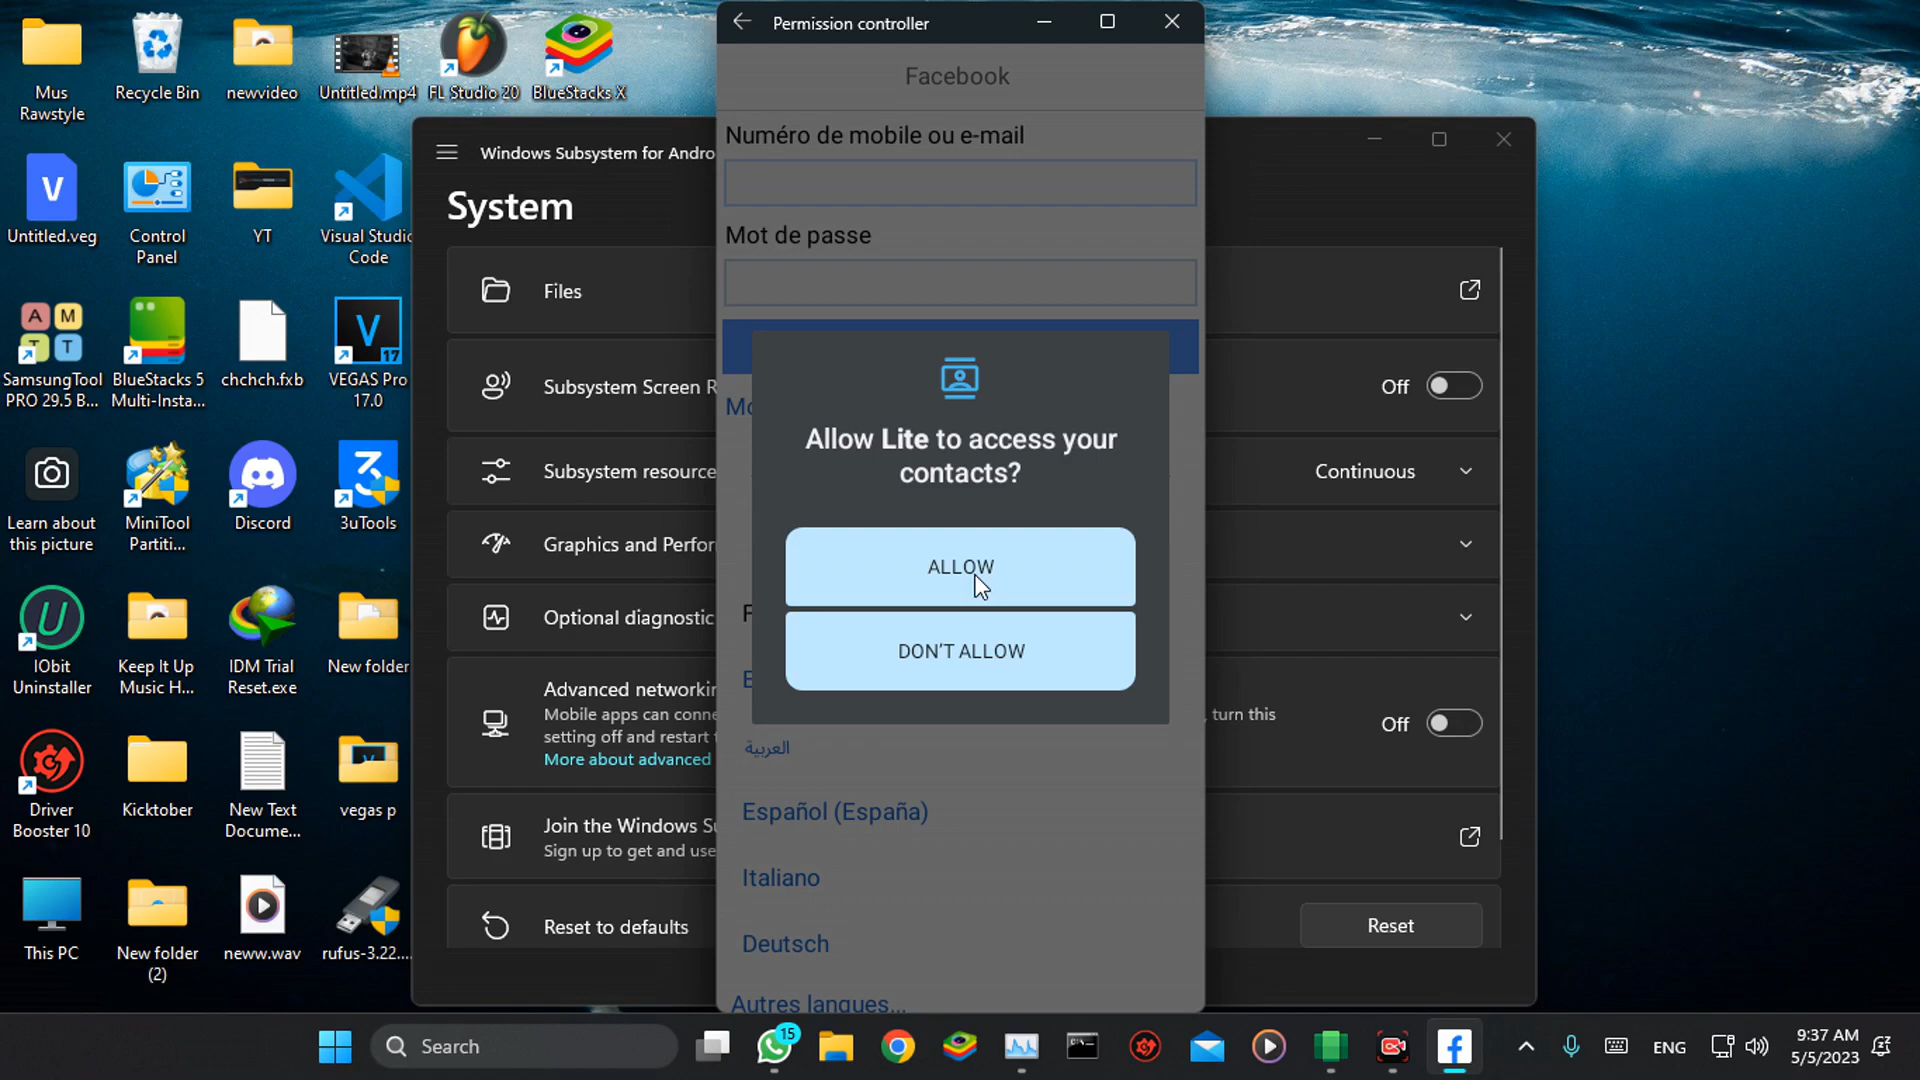 Mus
Rawstyle
Recycle Bin
newvideo
Untitled.mp4
FL Studio 20
BlueStacks X
Untitled.veg
Control
Panel
YT
Visual Studio
Code
SamsungTool
PRO 29.5 B...
BlueStacks 5
Multi-Insta...
chchch.fxb
VEGAS Pro
17.0
Learn about
this picture
MiniTool
Partiti...
Discord
3uTools
IObit
Uninstaller
Keep It Up
Music H...
IDM Trial
Reset.exe
New folder
Driver
Booster 10
Kicktober
New Text
Docume...
vegas p
This PC
New folder
(2)
neww.wav
rufus-3.22....
Windows Subsystem for Andro
System
Files
Subsystem Screen R
Off
Subsystem resource
Continuous
Graphics and Perfor
Optional diagnostic
Advanced networkin
Mobile apps can conne
, turn this
setting off and restart t
More about advanced
Off
Join the Windows Su
Sign up to get and use
Reset to defaults
Reset
Permission controller
Facebook
Numéro de mobile ou e-mail
Mot de passe
Mo
Allow Lite to access your
contacts?
ALLOW
DON'T ALLOW
العربية
Español (España)
Italiano
Deutsch
Autres langues...
Search
15
ENG
9:37 AM
5/5/2023